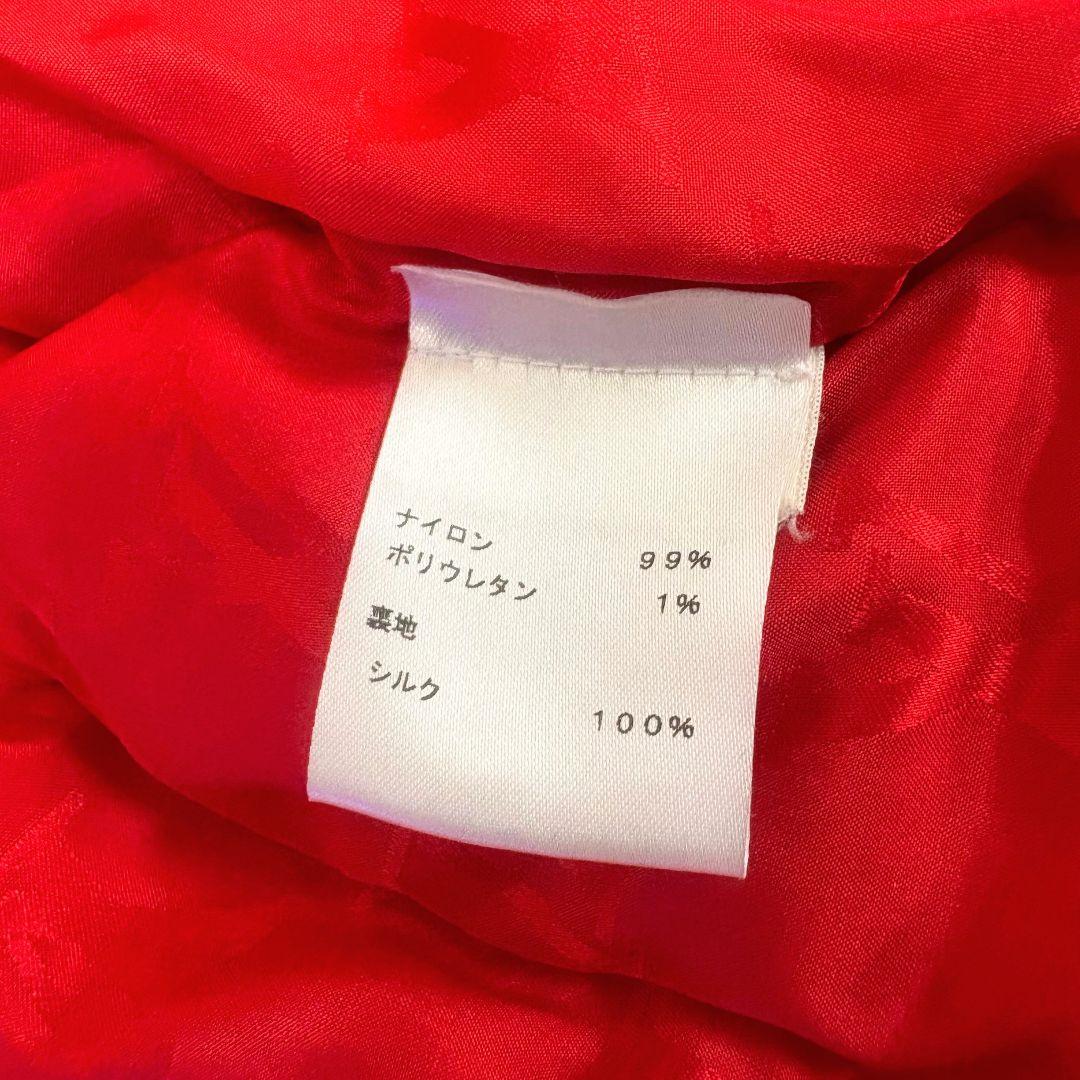 ナイロン 99%
ポリウレタン 1%
裏地
シルク 100%